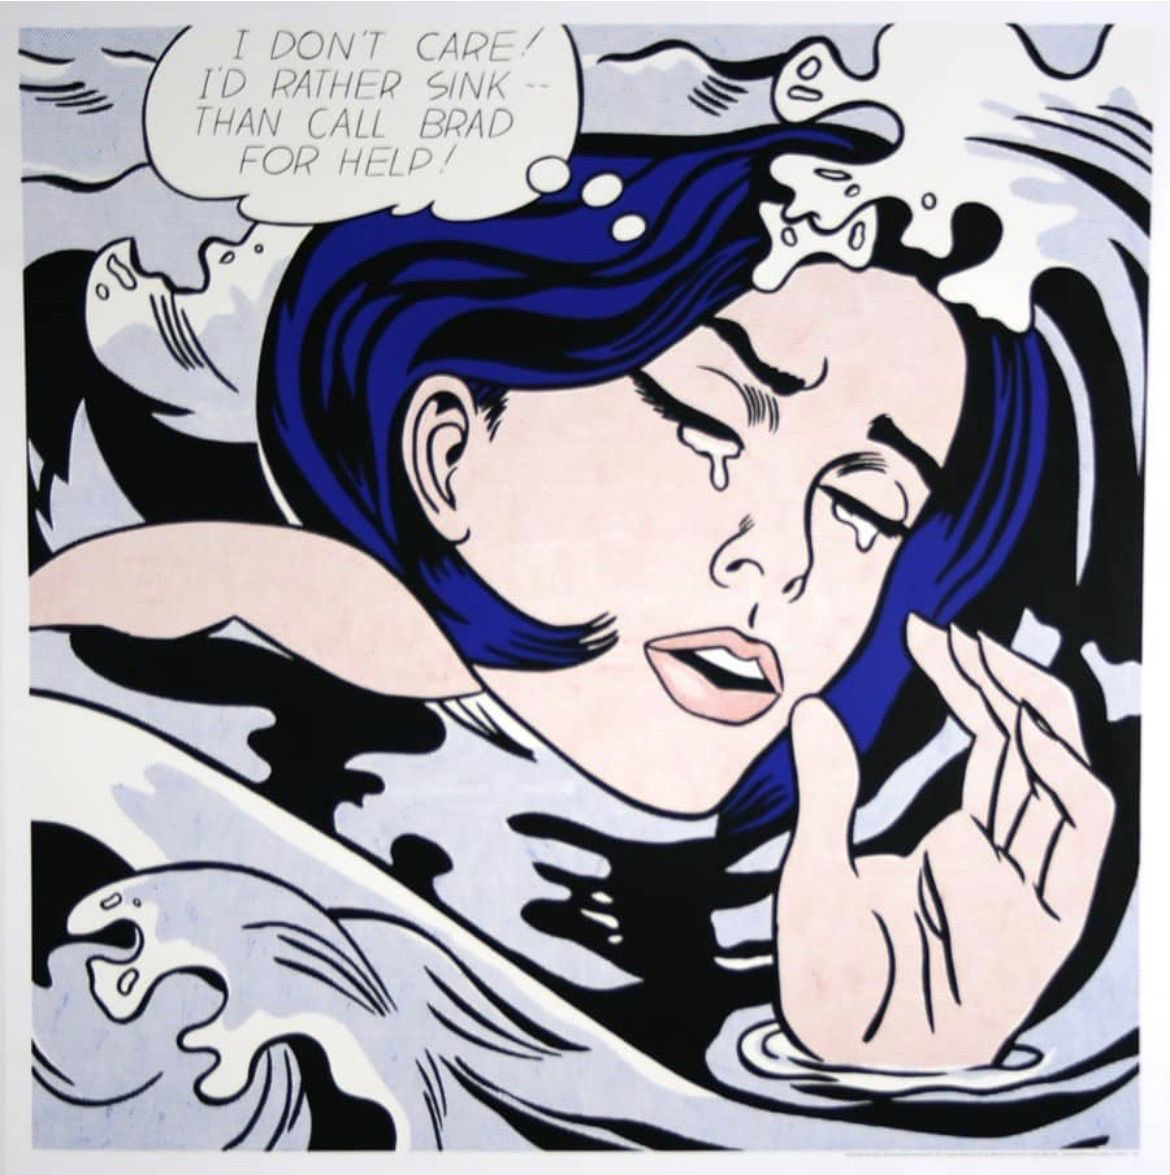 I DON'T CARE!
I'D RATHER SINK --
THAN CALL BRAD
FOR HELP!